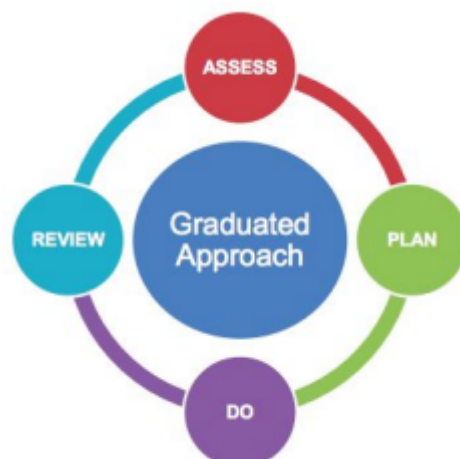 ASSESS
Graduated
Approach
REVIEW
PLAN
DO